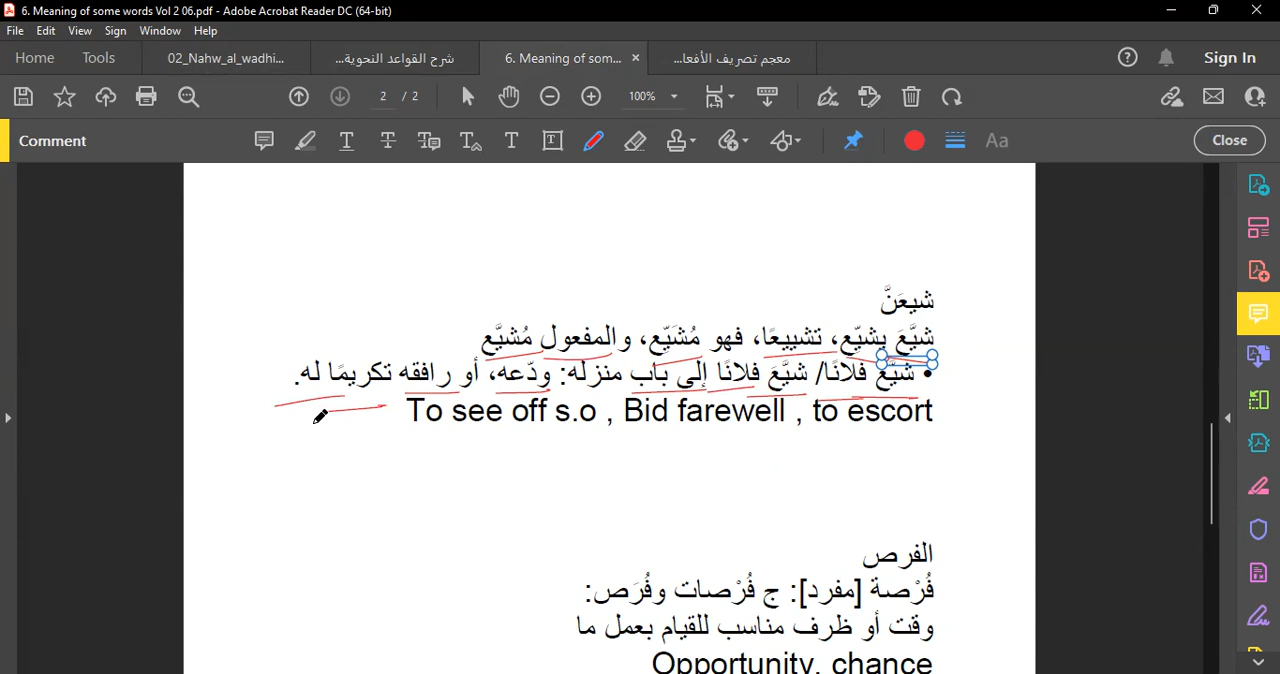 6. Meaning of some words Vol 2 06.pdf - Adobe Acrobat Reader DC (64-bit)
File Edit View Sign Window Help
Home Tools 02_Nahw_al_wadhi... شرح القواعد النحوية... 6. Meaning of som... × معجم تصريف الأفعا... Sign In
2 / 2 100%
Comment Aa Close
شيعَنَّ
شيَّعَ يشيّع، تشييعًا، فهو مُشَيِّع، والمفعول مُشيَّع
• شيَّعَ فلانًا/ شيَّعَ فلانًا إلى باب منزله: ودّعه، أو رافقه تكريمًا له.
To see off s.o , Bid farewell , to escort
الفرص
فُرْصة [مفرد]: ج فُرْصات وفُرَص:
وقت أو ظرف مناسب للقيام بعمل ما
Opportunity, chance